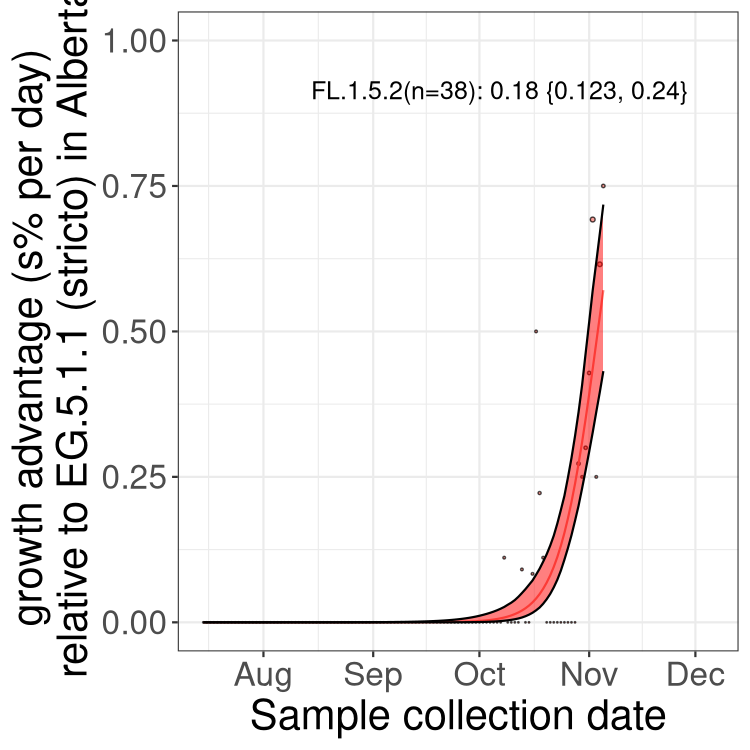 growth advantage (s% per day)
relative to EG.5.1.1 (stricto) in Alberta
1.00
0.75
0.50
0.25
0.00
FL.1.5.2(n=38): 0.18 {0.123, 0.24}
Aug Sep Oct Nov Dec
Sample collection date